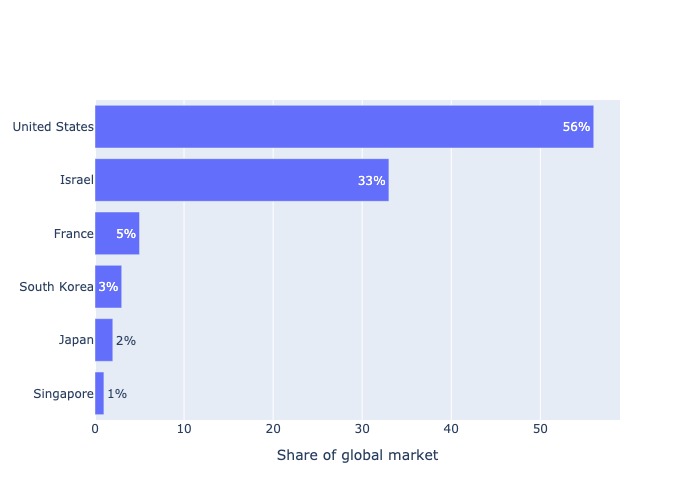 United States 56%
Israel 33%
France 5%
South Korea 3%
Japan 2%
Singapore 1%
0 10 20 30 40 50
Share of global market